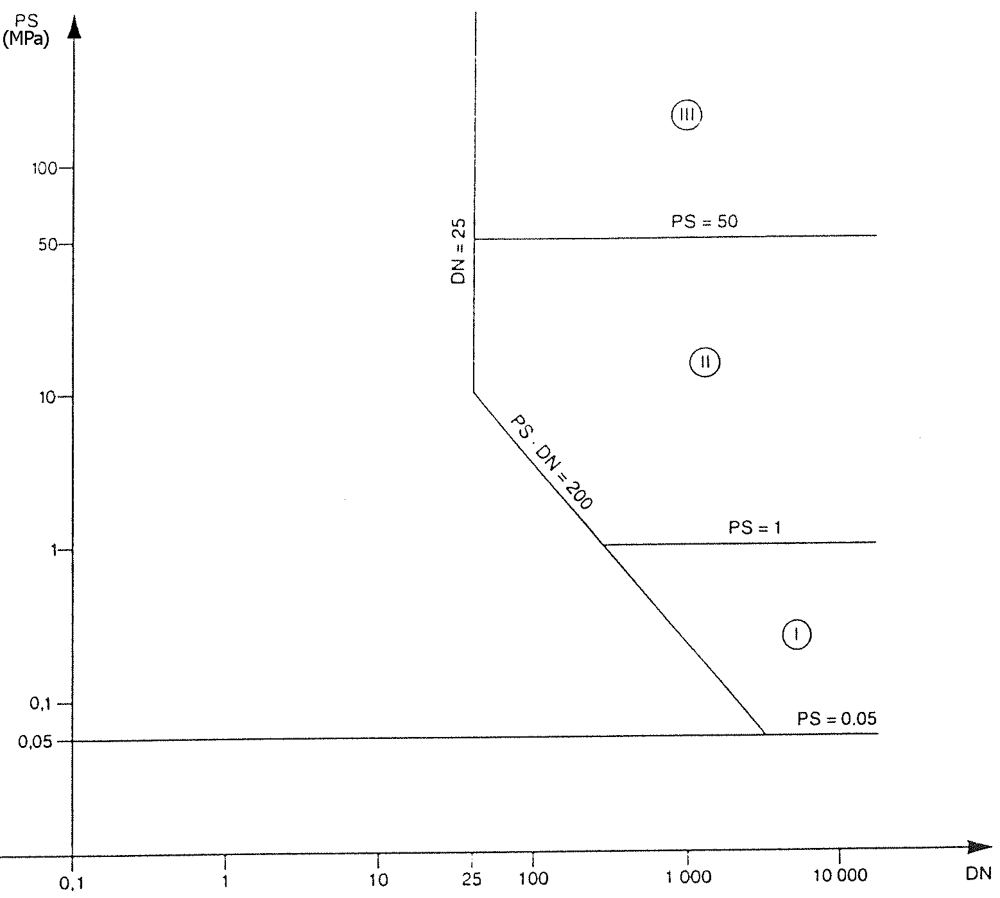 PS
(MPa)
III
100
PS = 50
DN = 25
50
II
10
PS · DN = 200
PS = 1
1
I
0,1
PS = 0,05
0,05
0,1
1
10
25
100
1 000
10 000
DN